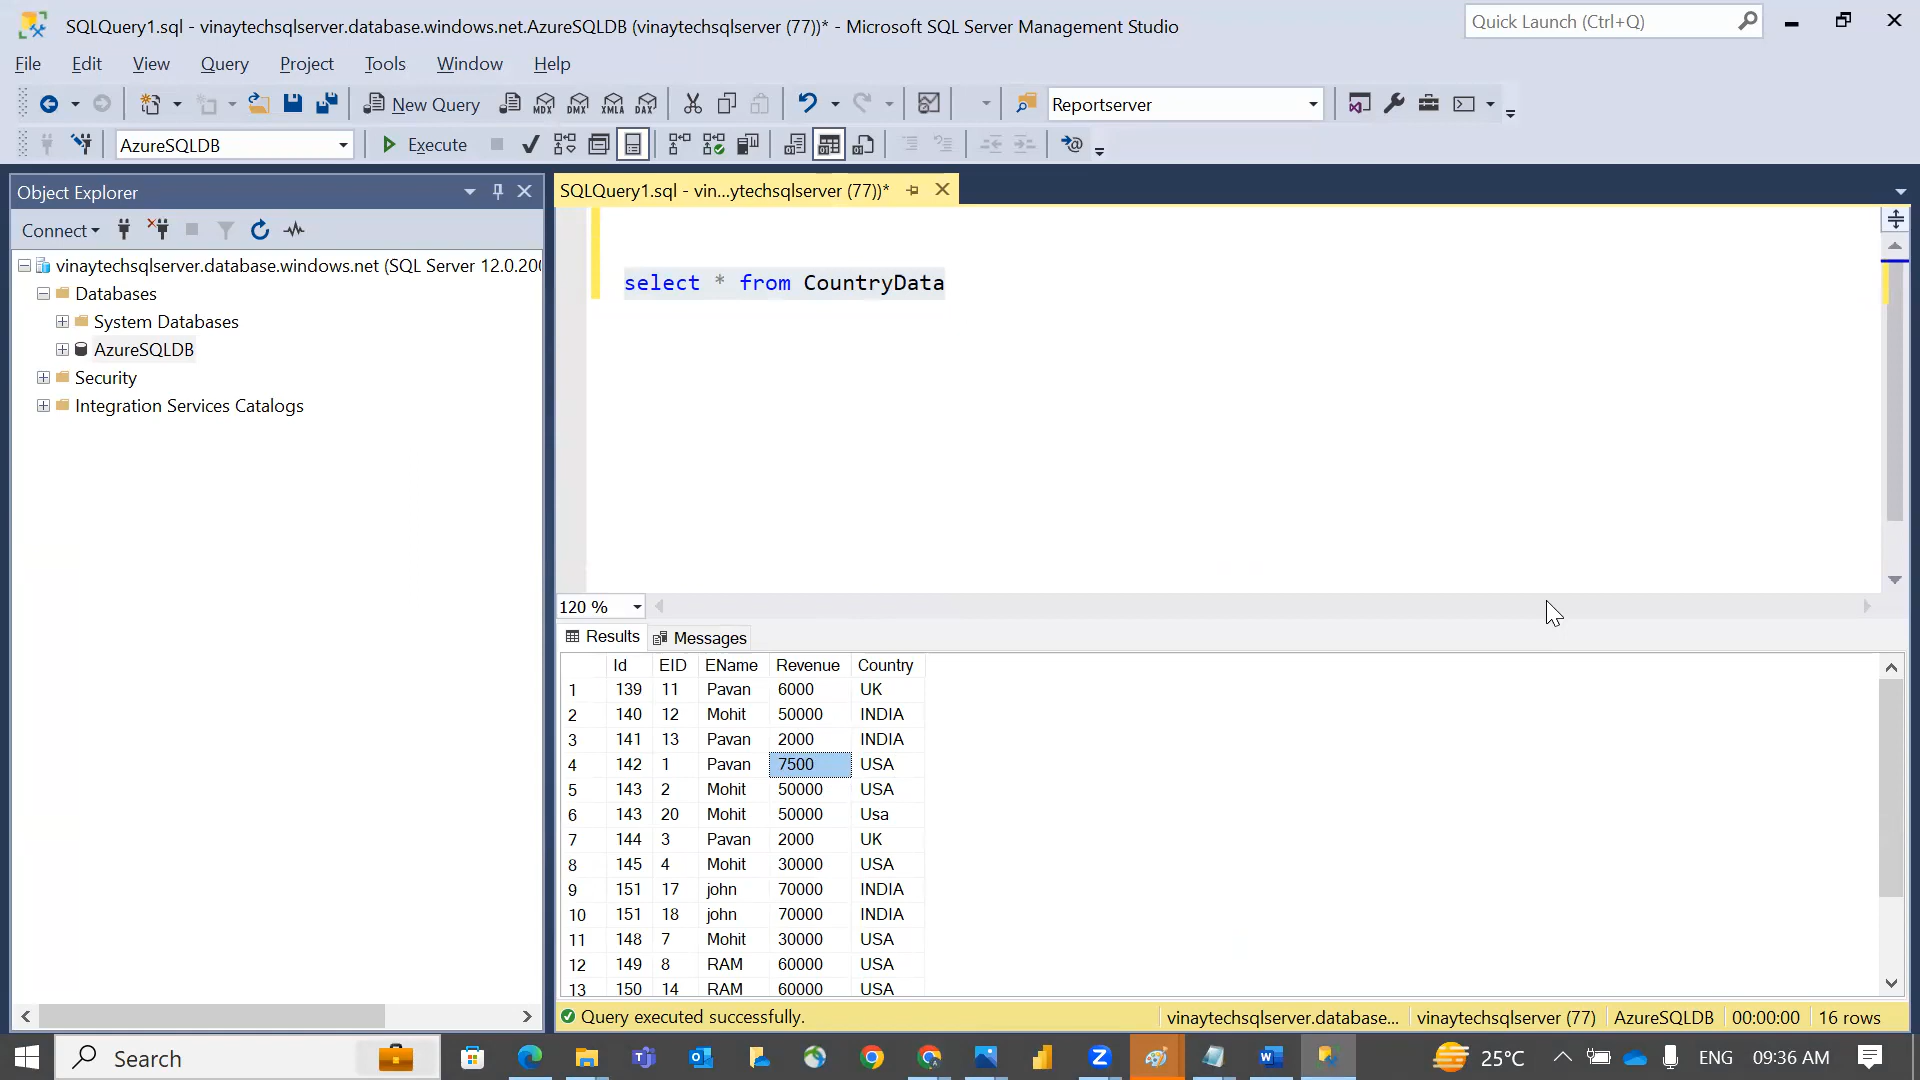 SQLQuery1.sql - vinaytechsqlserver.database.windows.net.AzureSQLDB (vinaytechsqlserver (77))* - Microsoft SQL Server Management Studio
Quick Launch (Ctrl+Q)
File Edit View Query Project Tools Window Help
New Query MDX DMX XMLA DAX Reportserver
AzureSQLDB Execute
Object Explorer
SQLQuery1.sql - vin...ytechsqlserver (77))*
Connect
vinaytechsqlserver.database.windows.net (SQL Server 12.0.200
Databases
System Databases
AzureSQLDB
Security
Integration Services Catalogs
select * from CountryData
120 %
Results Messages
Id EID EName Revenue Country
1 139 11 Pavan 6000 UK
2 140 12 Mohit 50000 INDIA
3 141 13 Pavan 2000 INDIA
4 142 1 Pavan 7500 USA
5 143 2 Mohit 50000 USA
6 143 20 Mohit 50000 Usa
7 144 3 Pavan 2000 UK
8 145 4 Mohit 30000 USA
9 151 17 john 70000 INDIA
10 151 18 john 70000 INDIA
11 148 7 Mohit 30000 USA
12 149 8 RAM 60000 USA
13 150 14 RAM 60000 USA
Query executed successfully. vinaytechsqlserver.database... vinaytechsqlserver (77) AzureSQLDB 00:00:00 16 rows
Search 25°C ENG 09:36 AM